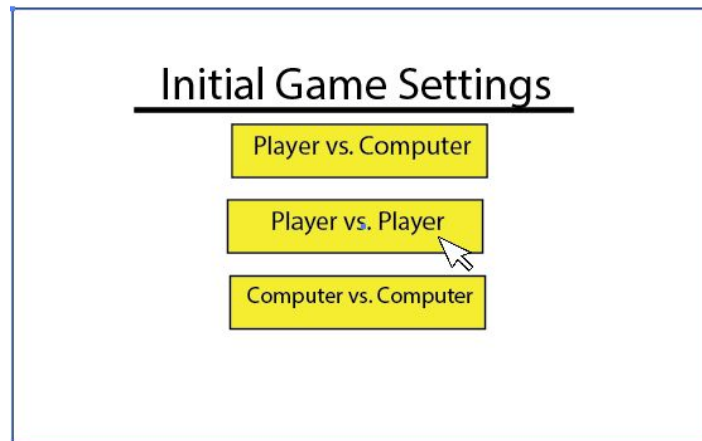 Initial Game Settings
Player vs. Computer
Player vs. Player
Computer vs. Computer